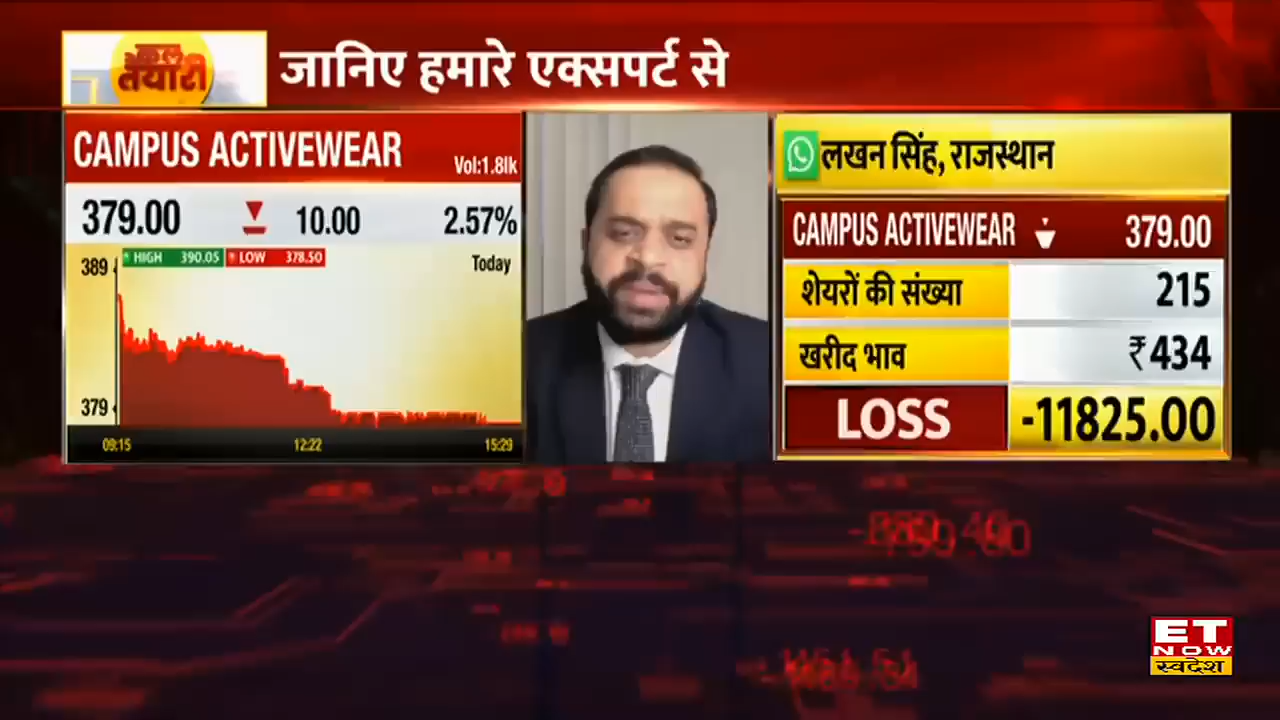 तैयारी
जानिए हमारे एक्सपर्ट से
CAMPUS ACTIVEWEAR
Vol:1.8lk
379.00 10.00 2.57%
HIGH 390.05 LOW 378.50
Today
389
379
09:15 12:22 15:29
लखन सिंह, राजस्थान
CAMPUS ACTIVEWEAR 379.00
शेयरों की संख्या 215
खरीद भाव ₹434
LOSS -11825.00
ET
NOW
स्वदेश